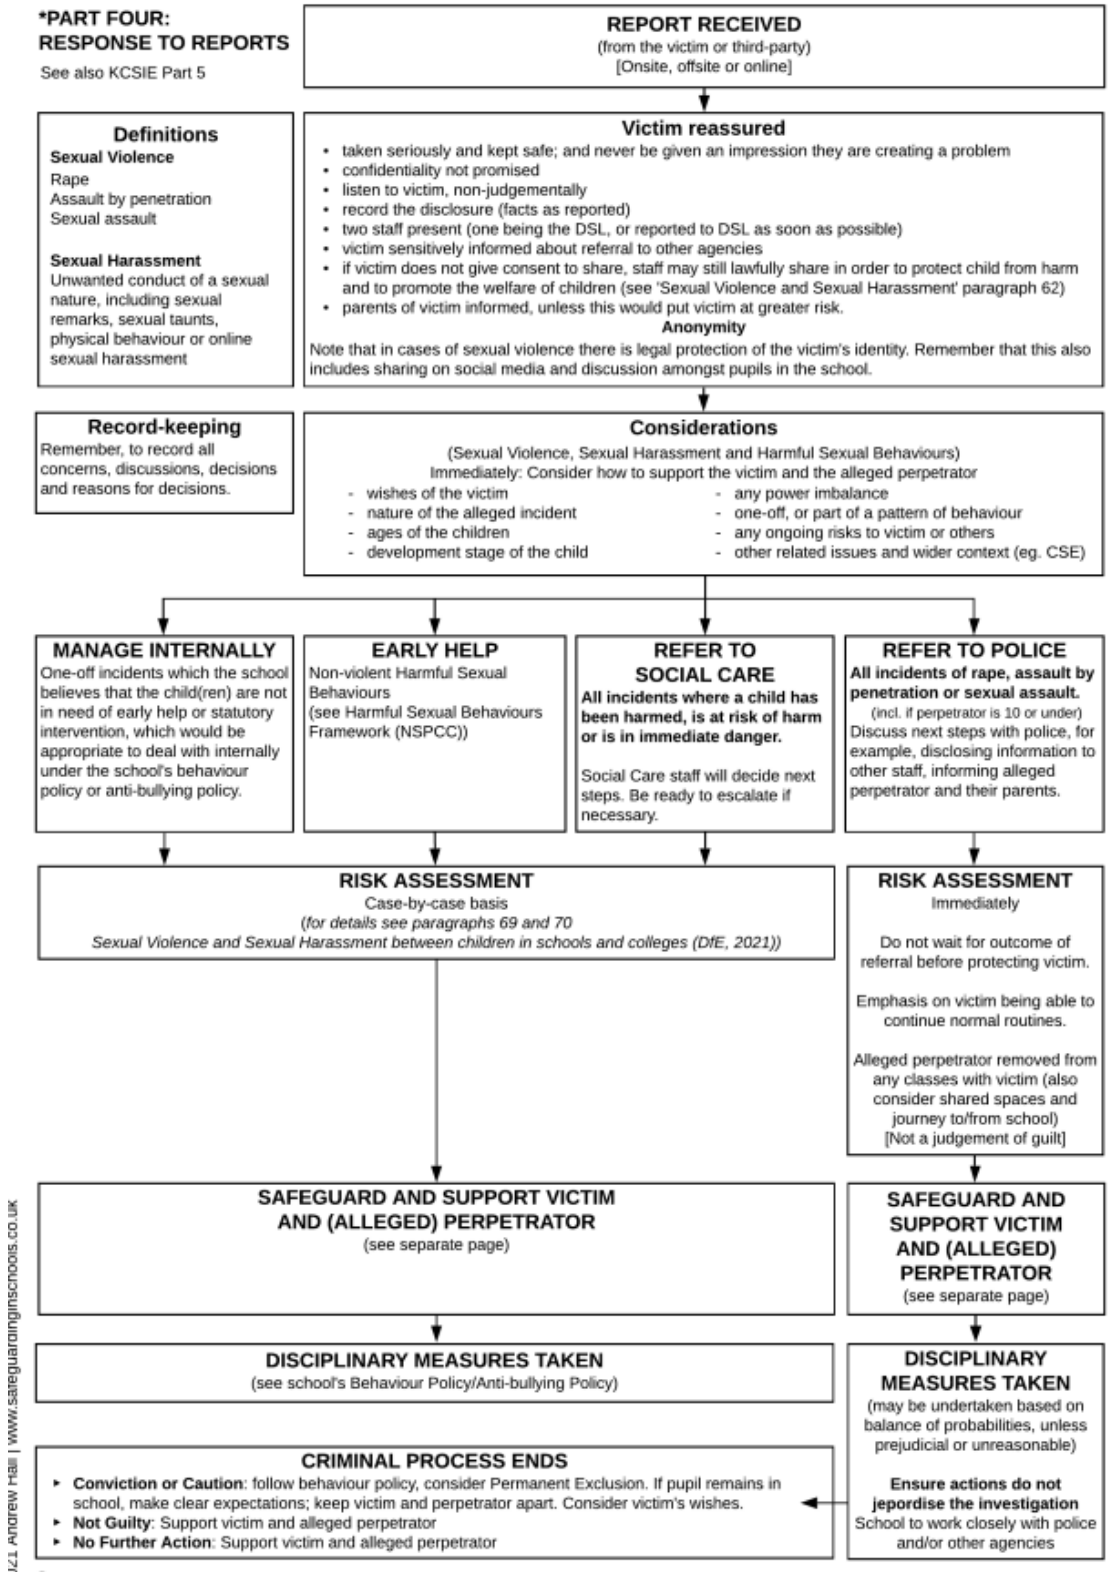 *PART FOUR:
RESPONSE TO REPORTS
See also KCSIE Part 5
REPORT RECEIVED
(from the victim or third-party)
[Onsite, offsite or online]
Definitions
Sexual Violence
Rape
Assault by penetration
Sexual assault
Sexual Harassment
Unwanted conduct of a sexual
nature, including sexual
remarks, sexual taunts,
physical behaviour or online
sexual harassment
Victim reassured
• taken seriously and kept safe; and never be given an impression they are creating a problem
• confidentiality not promised
• listen to victim, non-judgementally
• record the disclosure (facts as reported)
• two staff present (one being the DSL, or reported to DSL as soon as possible)
• victim sensitively informed about referral to other agencies
• if victim does not give consent to share, staff may still lawfully share in order to protect child from harm
and to promote the welfare of children (see 'Sexual Violence and Sexual Harassment' paragraph 62)
• parents of victim informed, unless this would put victim at greater risk.
Anonymity
Note that in cases of sexual violence there is legal protection of the victim's identity. Remember that this also
includes sharing on social media and discussion amongst pupils in the school.
Record-keeping
Remember, to record all
concerns, discussions, decisions
and reasons for decisions.
Considerations
(Sexual Violence, Sexual Harassment and Harmful Sexual Behaviours)
Immediately: Consider how to support the victim and the alleged perpetrator
- wishes of the victim
- nature of the alleged incident
- ages of the children
- development stage of the child
- any power imbalance
- one-off, or part of a pattern of behaviour
- any ongoing risks to victim or others
- other related issues and wider context (eg. CSE)
MANAGE INTERNALLY
One-off incidents which the school
believes that the child(ren) are not
in need of early help or statutory
intervention, which would be
appropriate to deal with internally
under the school's behaviour
policy or anti-bullying policy.
EARLY HELP
Non-violent Harmful Sexual
Behaviours
(see Harmful Sexual Behaviours
Framework (NSPCC))
REFER TO
SOCIAL CARE
All incidents where a child has
been harmed, is at risk of harm
or is in immediate danger.
Social Care staff will decide next
steps. Be ready to escalate if
necessary.
REFER TO POLICE
All incidents of rape, assault by
penetration or sexual assault.
(incl. if perpetrator is 10 or under)
Discuss next steps with police, for
example, disclosing information to
other staff, informing alleged
perpetrator and their parents.
RISK ASSESSMENT
Case-by-case basis
(for details see paragraphs 69 and 70
Sexual Violence and Sexual Harassment between children in schools and colleges (DfE, 2021))
RISK ASSESSMENT
Immediately
Do not wait for outcome of
referral before protecting victim.
Emphasis on victim being able to
continue normal routines.
Alleged perpetrator removed from
any classes with victim (also
consider shared spaces and
journey to/from school)
[Not a judgement of guilt]
SAFEGUARD AND SUPPORT VICTIM
AND (ALLEGED) PERPETRATOR
(see separate page)
SAFEGUARD AND
SUPPORT VICTIM
AND (ALLEGED)
PERPETRATOR
(see separate page)
DISCIPLINARY MEASURES TAKEN
(see school's Behaviour Policy/Anti-bullying Policy)
DISCIPLINARY
MEASURES TAKEN
(may be undertaken based on
balance of probabilities, unless
prejudicial or unreasonable)
Ensure actions do not
jepordise the investigation
School to work closely with police
and/or other agencies
CRIMINAL PROCESS ENDS
‣ Conviction or Caution: follow behaviour policy, consider Permanent Exclusion. If pupil remains in
school, make clear expectations; keep victim and perpetrator apart. Consider victim's wishes.
‣ Not Guilty: Support victim and alleged perpetrator
‣ No Further Action: Support victim and alleged perpetrator
021 Andrew Hall | www.safeguardinginschools.co.uk